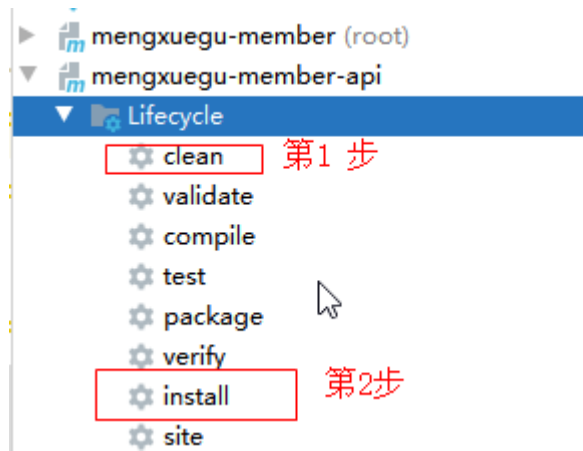 mengxuegu-member (root)
mengxuegu-member-api
Lifecycle
clean 第1 步
validate
compile
test
package
verify
install 第2步
site